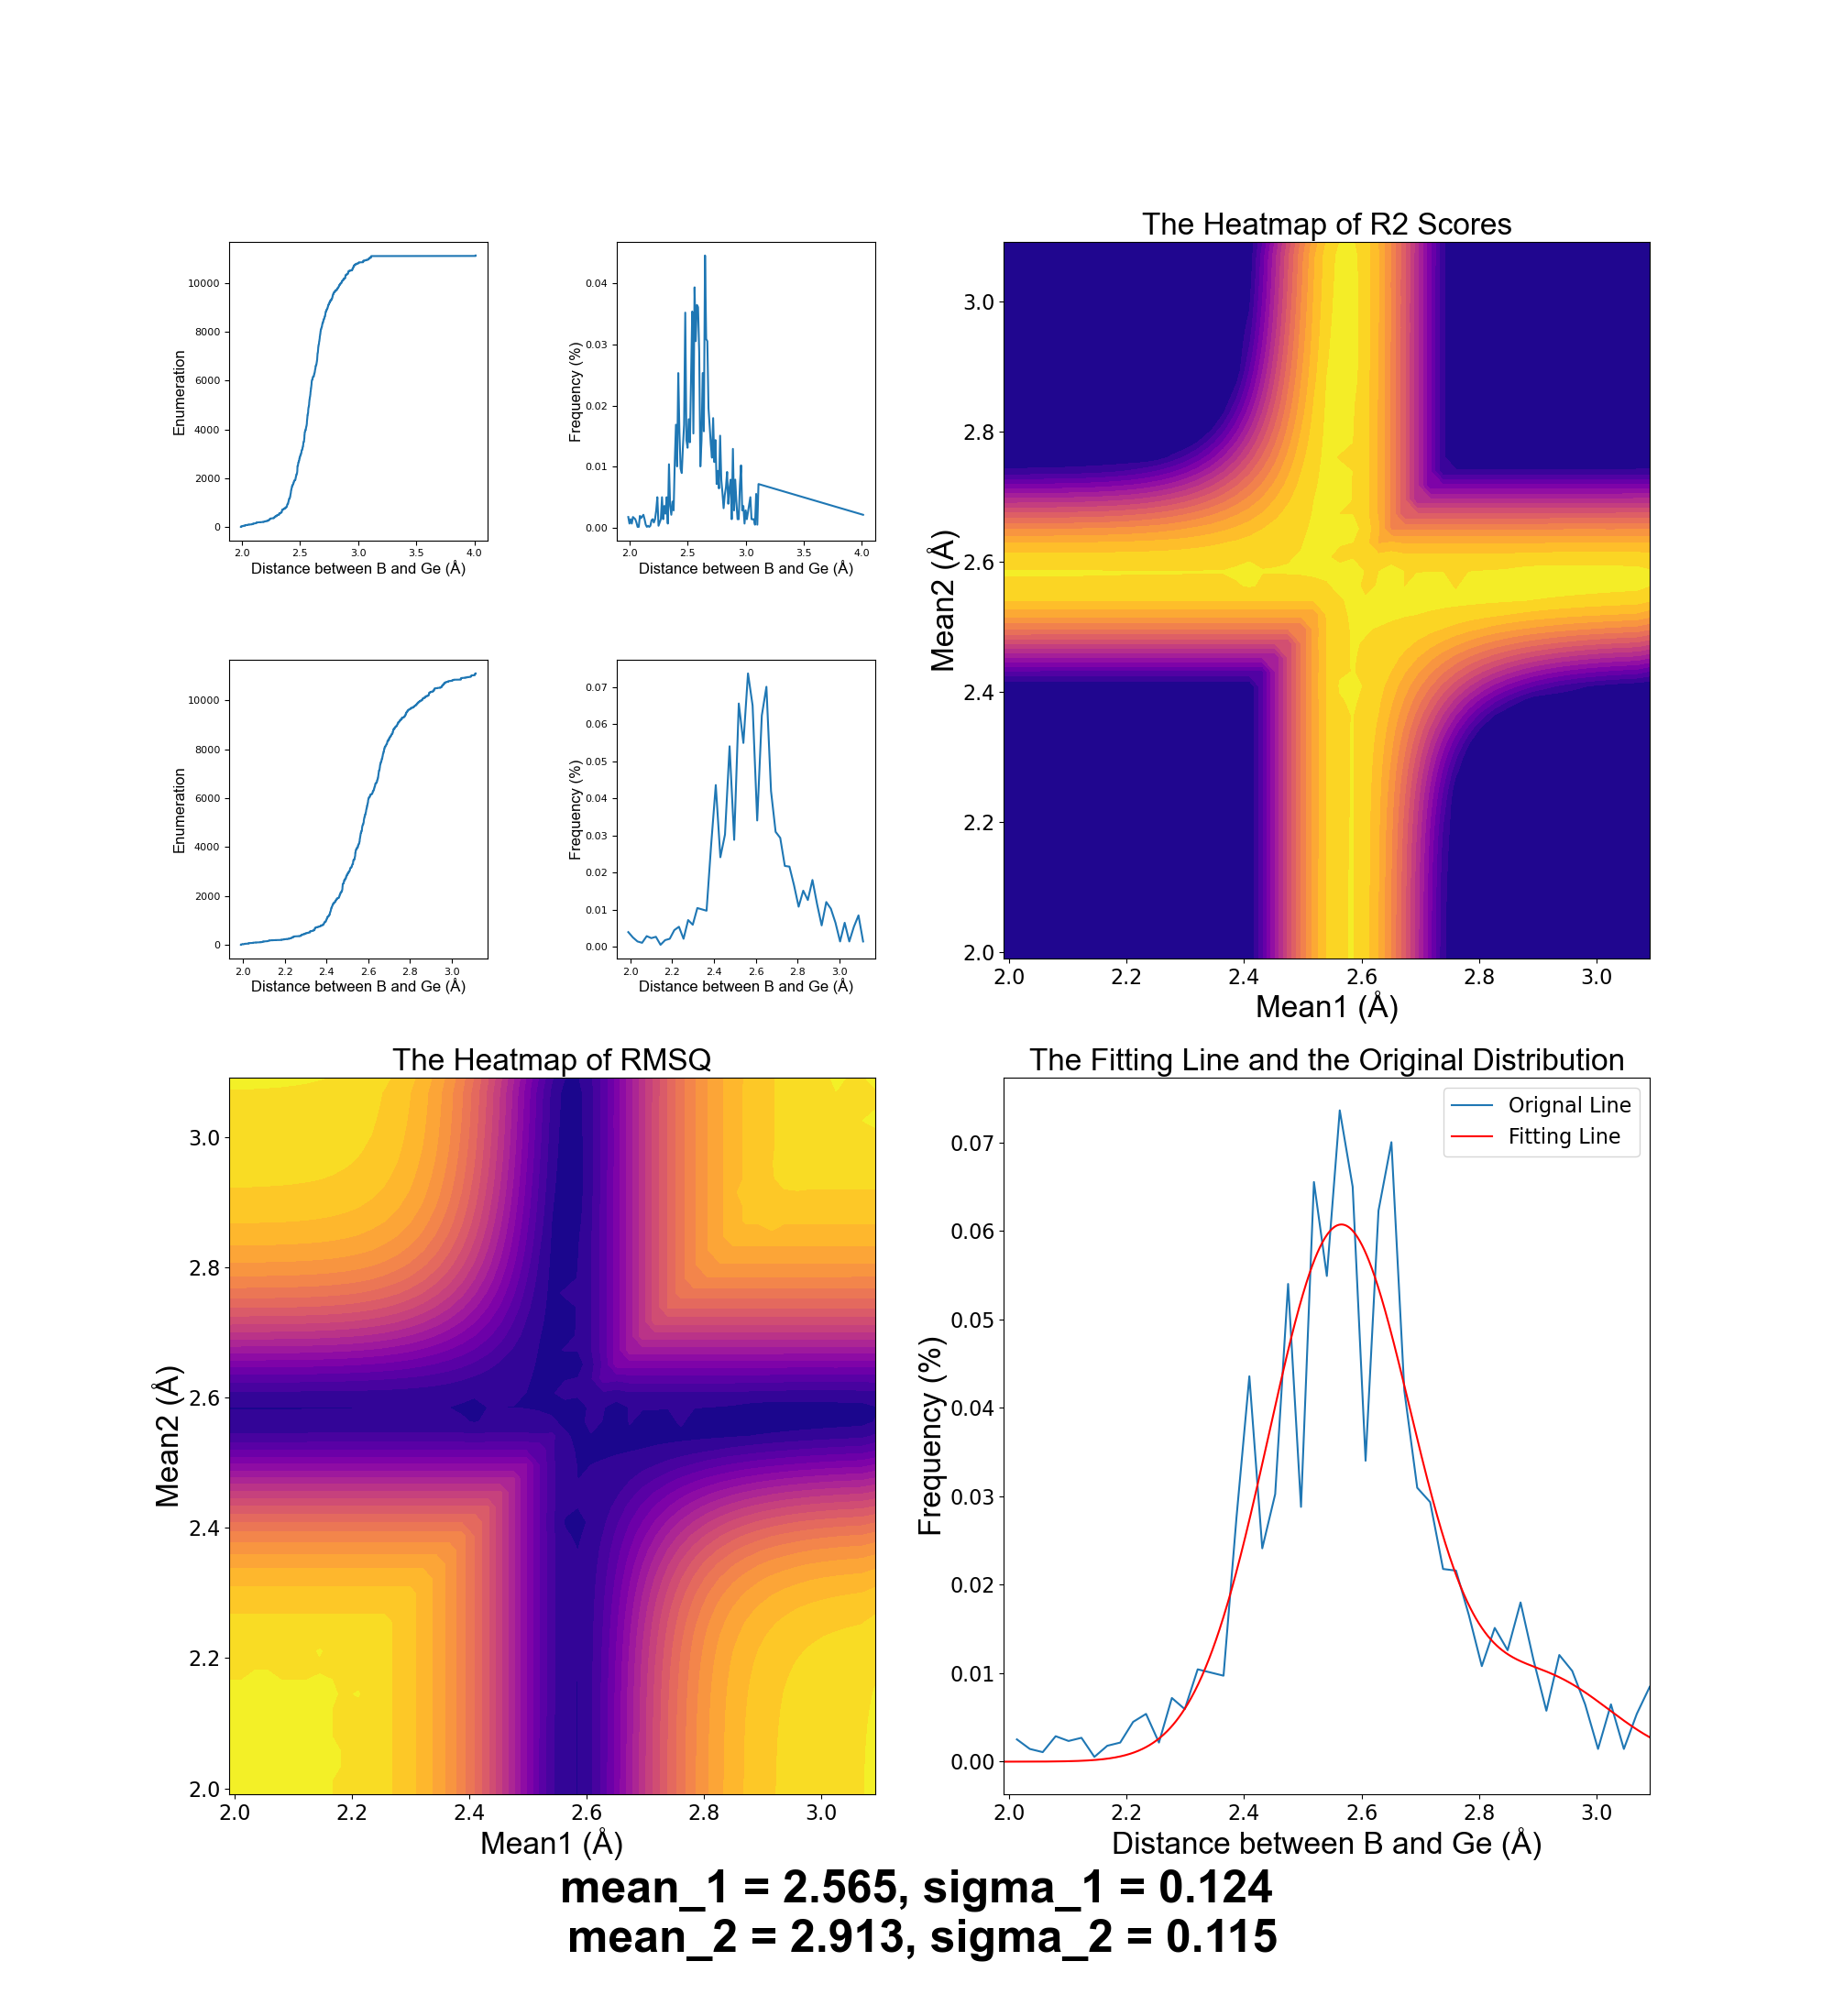 The Heatmap of R2 Scores
Enumeration
10000
8000
6000
4000
2000
0
2.0 2.5 3.0 3.5 4.0
Distance between B and Ge (Å)
Frequency (%)
0.04
0.03
0.02
0.01
0.00
2.0 2.5 3.0 3.5 4.0
Distance between B and Ge (Å)
Mean2 (Å)
3.0
2.8
2.6
2.4
2.2
2.0
2.0 2.2 2.4 2.6 2.8 3.0
Mean1 (Å)
Enumeration
10000
8000
6000
4000
2000
0
2.0 2.2 2.4 2.6 2.8 3.0
Distance between B and Ge (Å)
Frequency (%)
0.07
0.06
0.05
0.04
0.03
0.02
0.01
0.00
2.0 2.2 2.4 2.6 2.8 3.0
Distance between B and Ge (Å)
The Heatmap of RMSQ
Mean2 (Å)
3.0
2.8
2.6
2.4
2.2
2.0
2.0 2.2 2.4 2.6 2.8 3.0
Mean1 (Å)
The Fitting Line and the Original Distribution
Orignal Line
Fitting Line
Frequency (%)
0.07
0.06
0.05
0.04
0.03
0.02
0.01
0.00
2.0 2.2 2.4 2.6 2.8 3.0
Distance between B and Ge (Å)
mean_1 = 2.565, sigma_1 = 0.124
mean_2 = 2.913, sigma_2 = 0.115